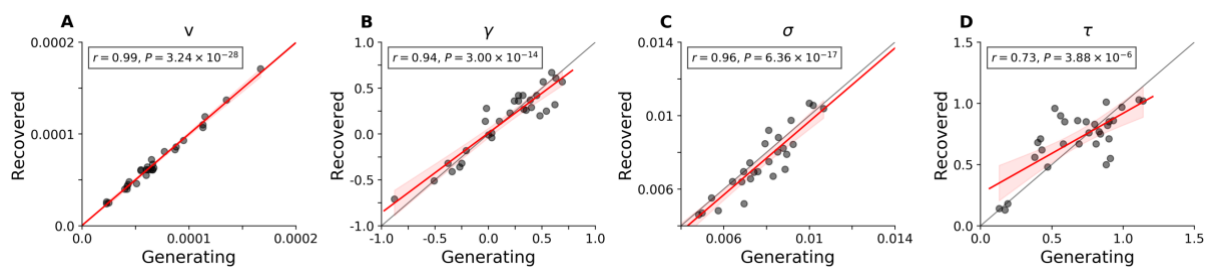 A
v
r = 0.99, P = 3.24 × 10⁻²⁸
0.0002
0.0001
0.0
0.0
0.0001
0.0002
Recovered
Generating
B
γ
r = 0.94, P = 3.00 × 10⁻¹⁴
1.0
0.5
0.0
-0.5
-1.0
-1.0
-0.5
0.0
0.5
1.0
Recovered
Generating
C
σ
r = 0.96, P = 6.36 × 10⁻¹⁷
0.014
0.01
0.006
0.006
0.01
0.014
Recovered
Generating
D
τ
r = 0.73, P = 3.88 × 10⁻⁶
1.5
1.0
0.5
0.0
0.0
0.5
1.0
1.5
Recovered
Generating